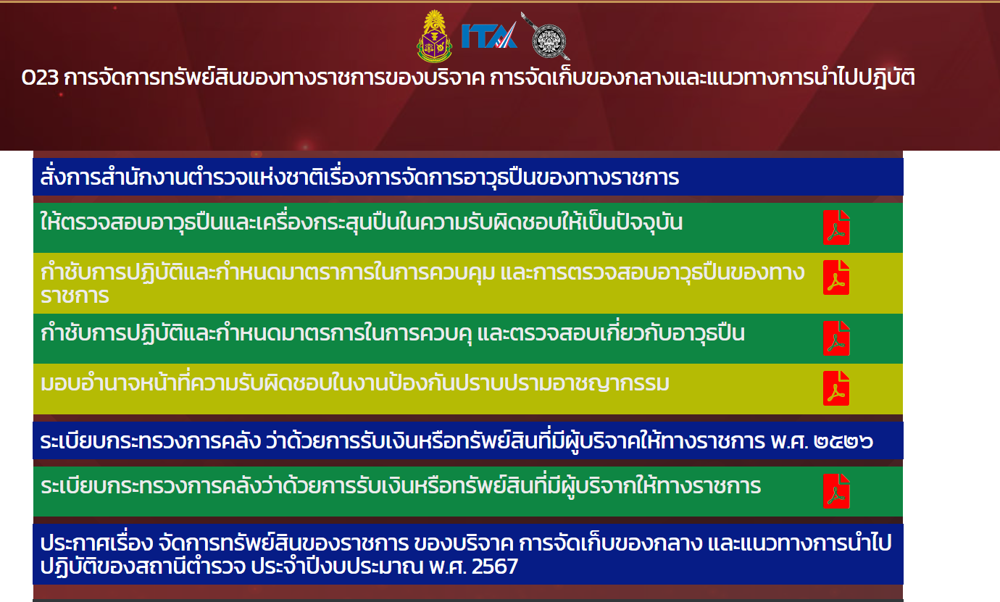 ITA
O23 การจัดการทรัพย์สินของทางราชการของบริจาค การจัดเก็บของกลางและแนวทางการนำไปปฎิบัติ
สั่งการสำนักงานตำรวจแห่งชาติเรื่องการจัดการอาวุธปืนของทางราชการ
ให้ตรวจสอบอาวุธปืนและเครื่องกระสุนปืนในความรับผิดชอบให้เป็นปัจจุบัน
กำชับการปฏิบัติและกำหนดมาตราการในการควบคุม และการตรวจสอบอาวุธปืนของทาง
ราชการ
กำชับการปฏิบัติและกำหนดมาตรการในการควบคุ และตรวจสอบเกี่ยวกับอาวุธปืน
มอบอำนาจหน้าที่ความรับผิดชอบในงานป้องกันปราบปรามอาชญากรรม
ระเบียบกระทรวงการคลัง ว่าด้วยการรับเงินหรือทรัพย์สินที่มีผู้บริจาคให้ทางราชการ พ.ศ. ๒๕๒๖
ระเบียบกระทรวงการคลังว่าด้วยการรับเงินหรือทรัพย์สินที่มีผู้บริจากให้ทางราชการ
ประกาศเรื่อง จัดการทรัพย์สินของราชการ ของบริจาค การจัดเก็บของกลาง และแนวทางการนำไป
ปฏิบัติของสถานีตำรวจ ประจำปีงบประมาณ พ.ศ. 2567